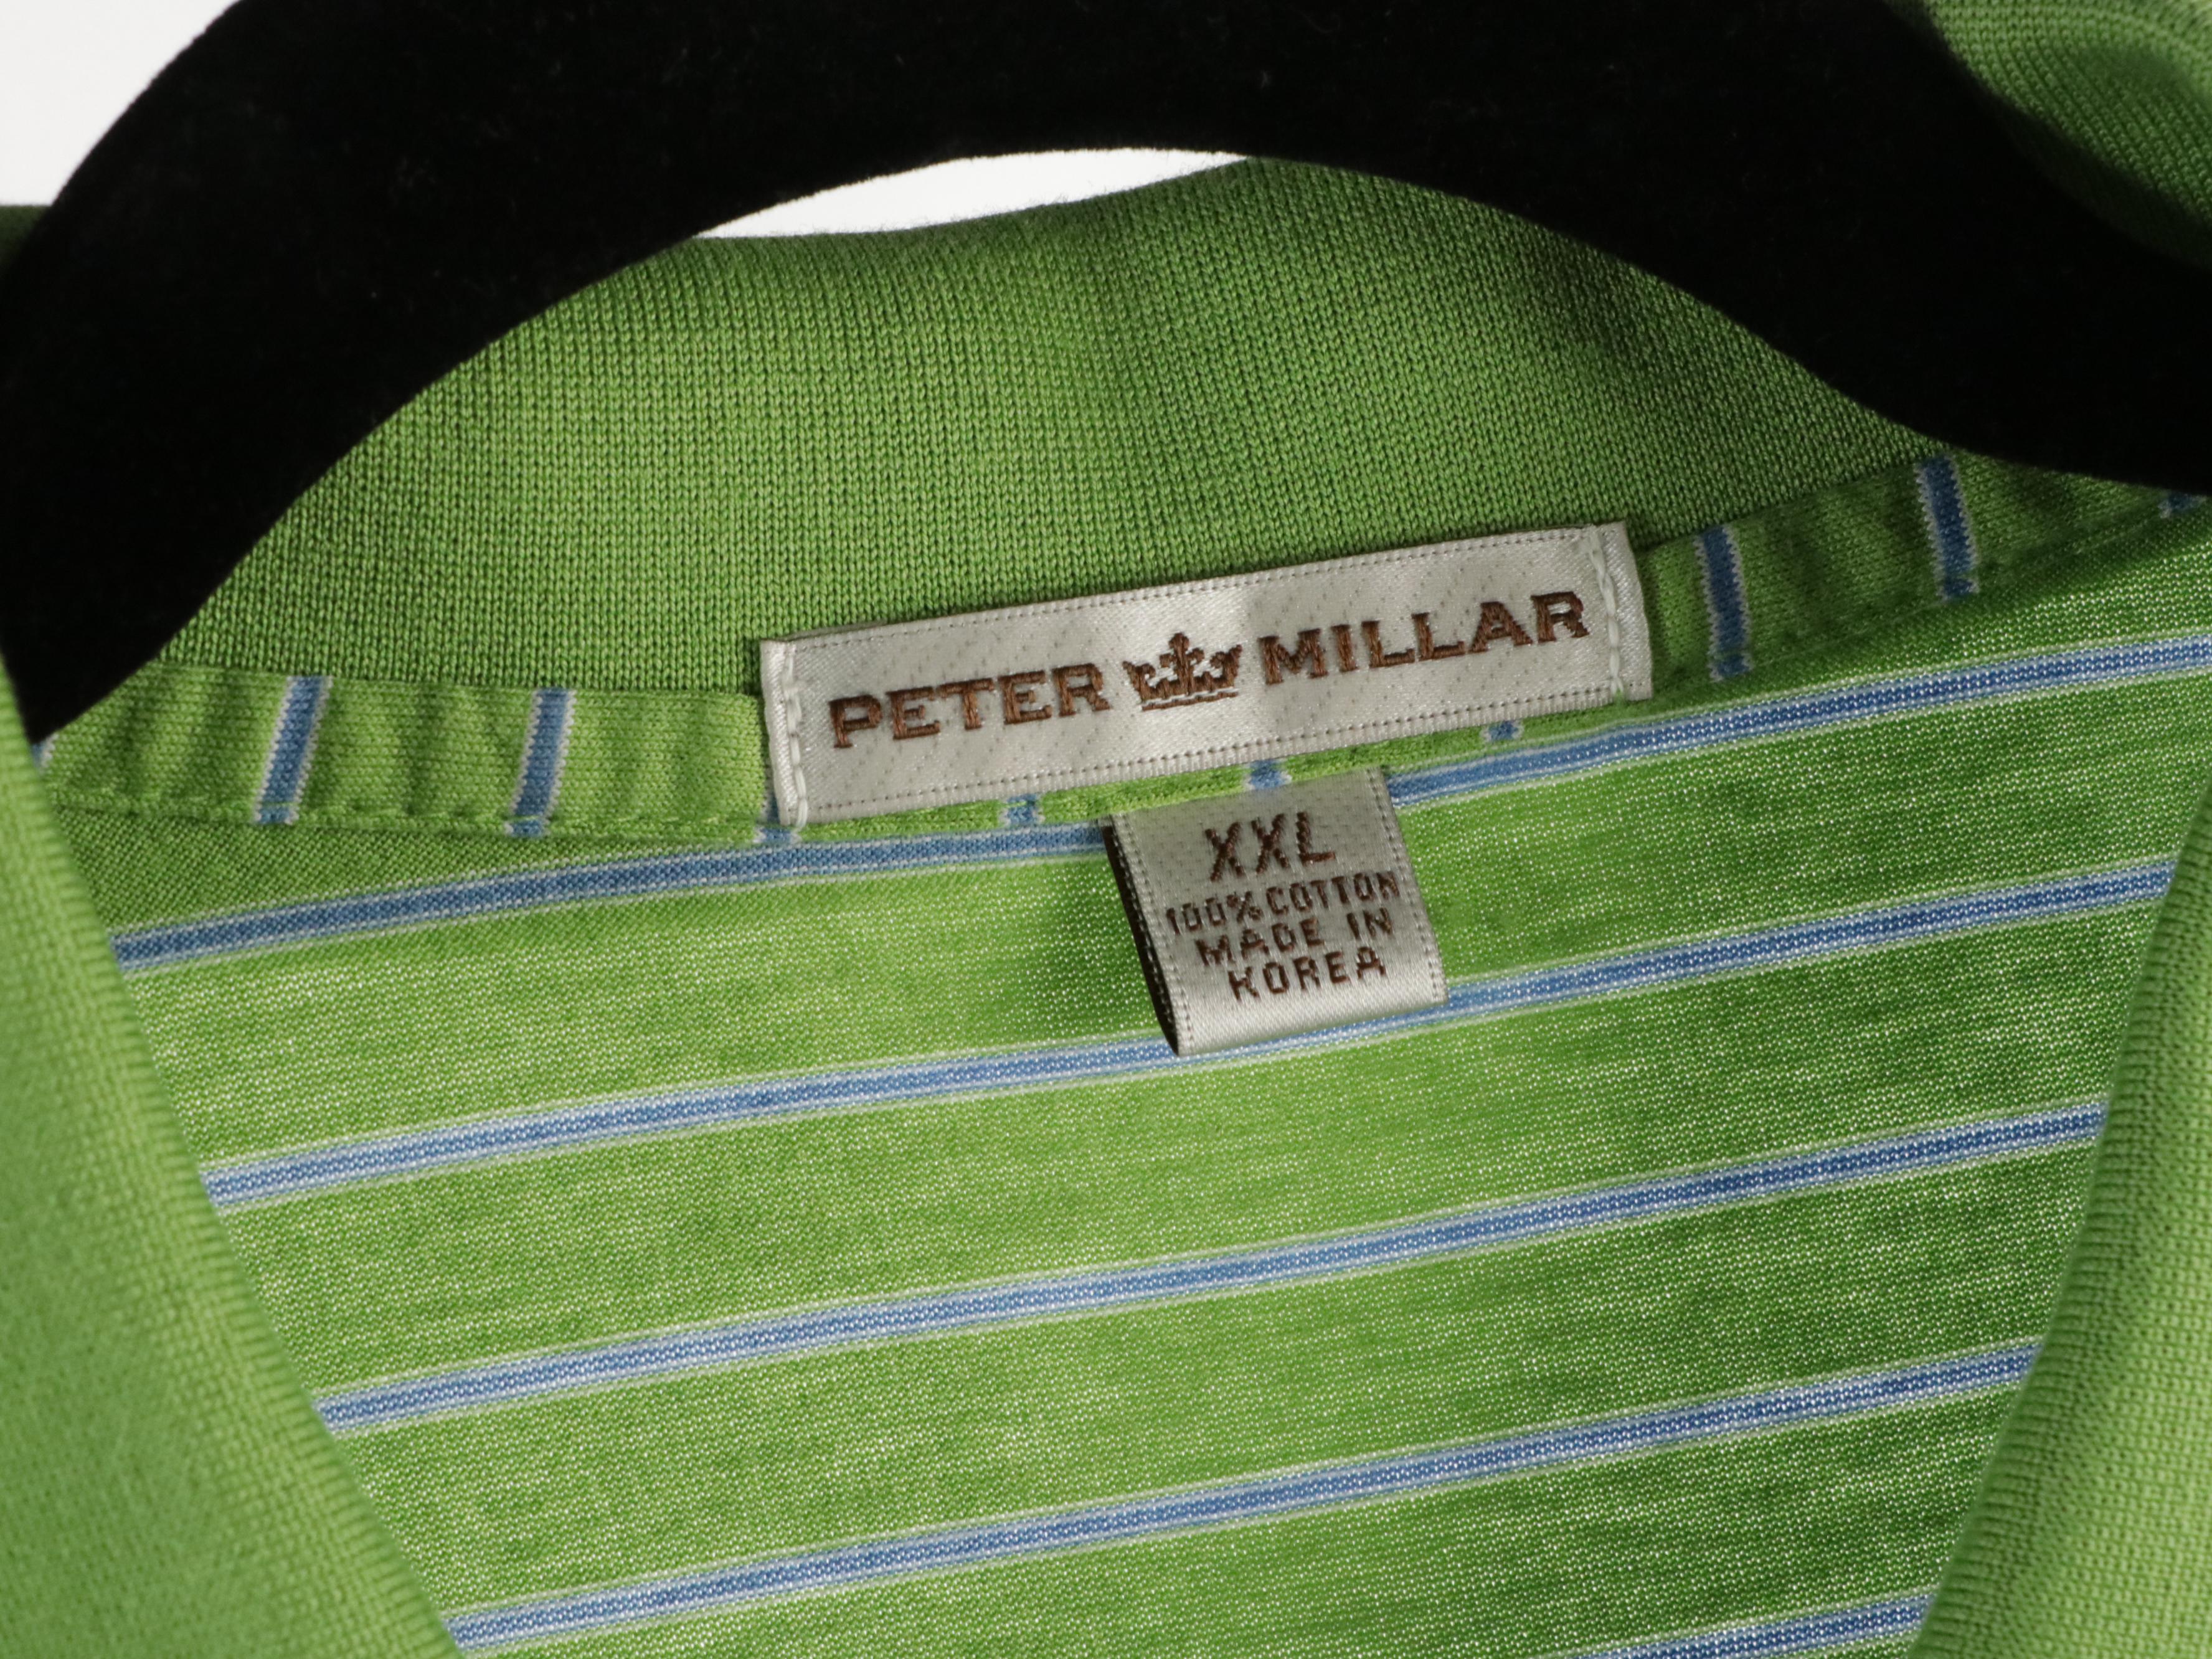 PETER MILLAR
XXL
100% COTTON
MADE IN
KOREA